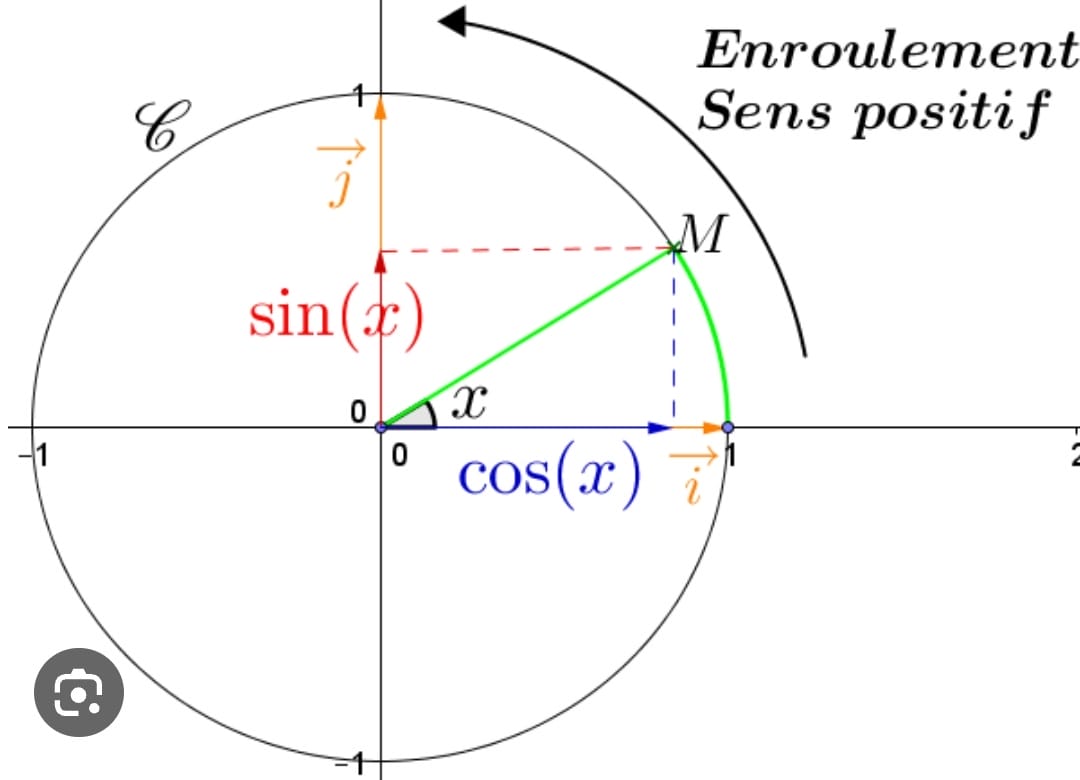 Enroulement
Sens positif
𝒞
1
j
M
sin(x)
x
0
-1
0
cos(x)
i
1
2
-1